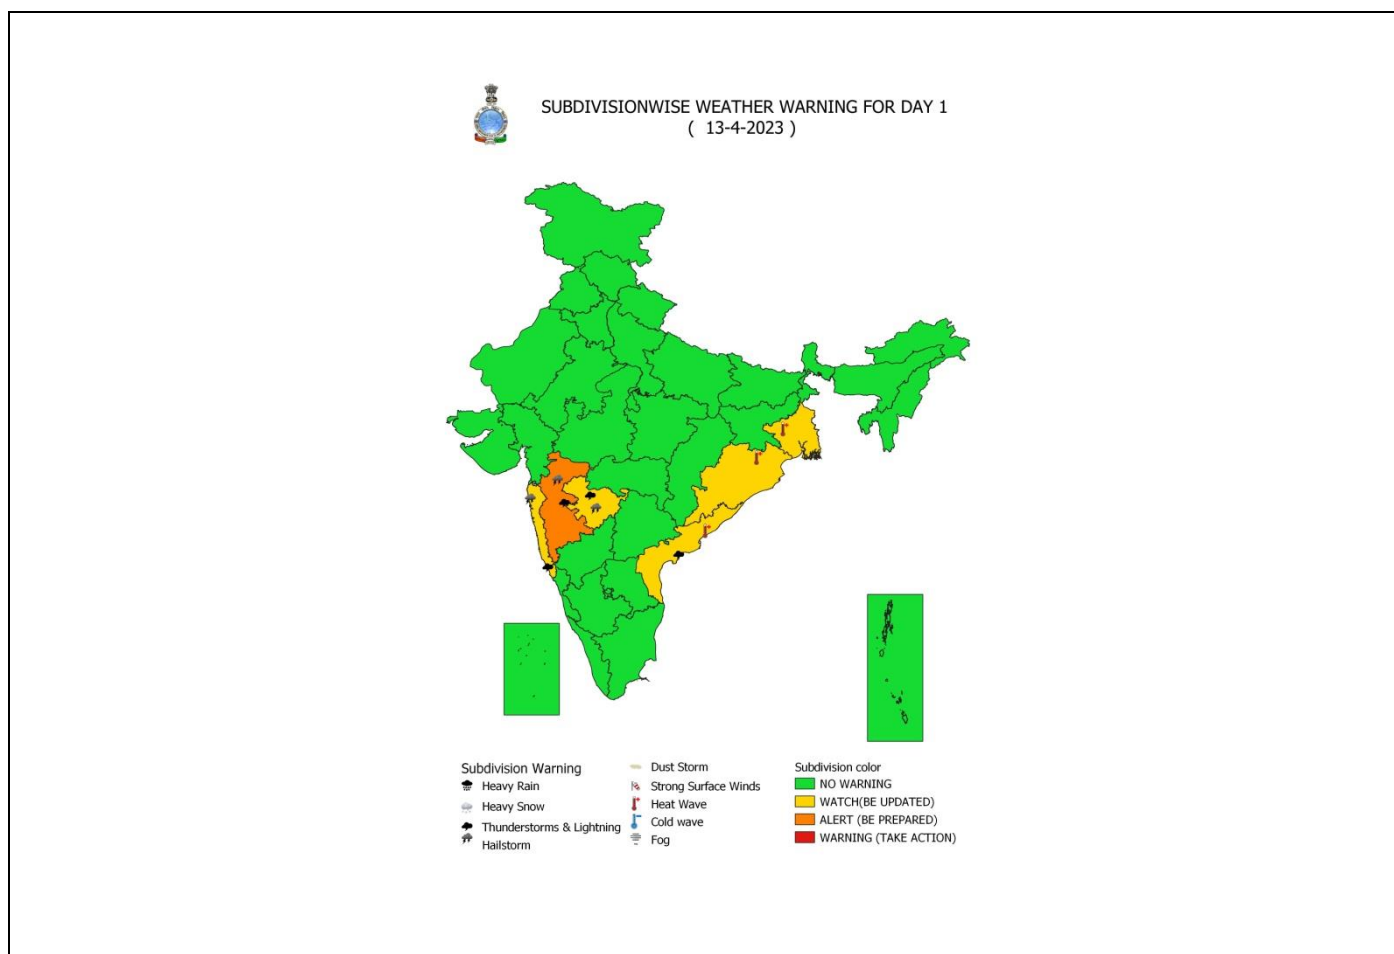 SUBDIVISIONWISE WEATHER WARNING FOR DAY 1
( 13-4-2023 )
Subdivision Warning
Heavy Rain
Heavy Snow
Thunderstorms & Lightning
Hailstorm
Dust Storm
Strong Surface Winds
Heat Wave
Cold wave
Fog
Subdivision color
NO WARNING
WATCH(BE UPDATED)
ALERT (BE PREPARED)
WARNING (TAKE ACTION)